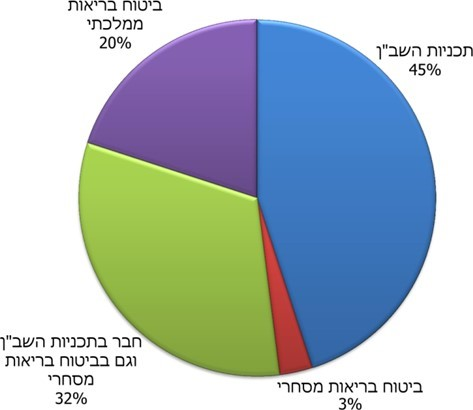 ביטוח בריאות
ממלכתי
20%
תכניות השב"ן
45%
חבר בתכניות השב"ן
וגם בביטוח בריאות
מסחרי
32%
ביטוח בריאות מסחרי
3%